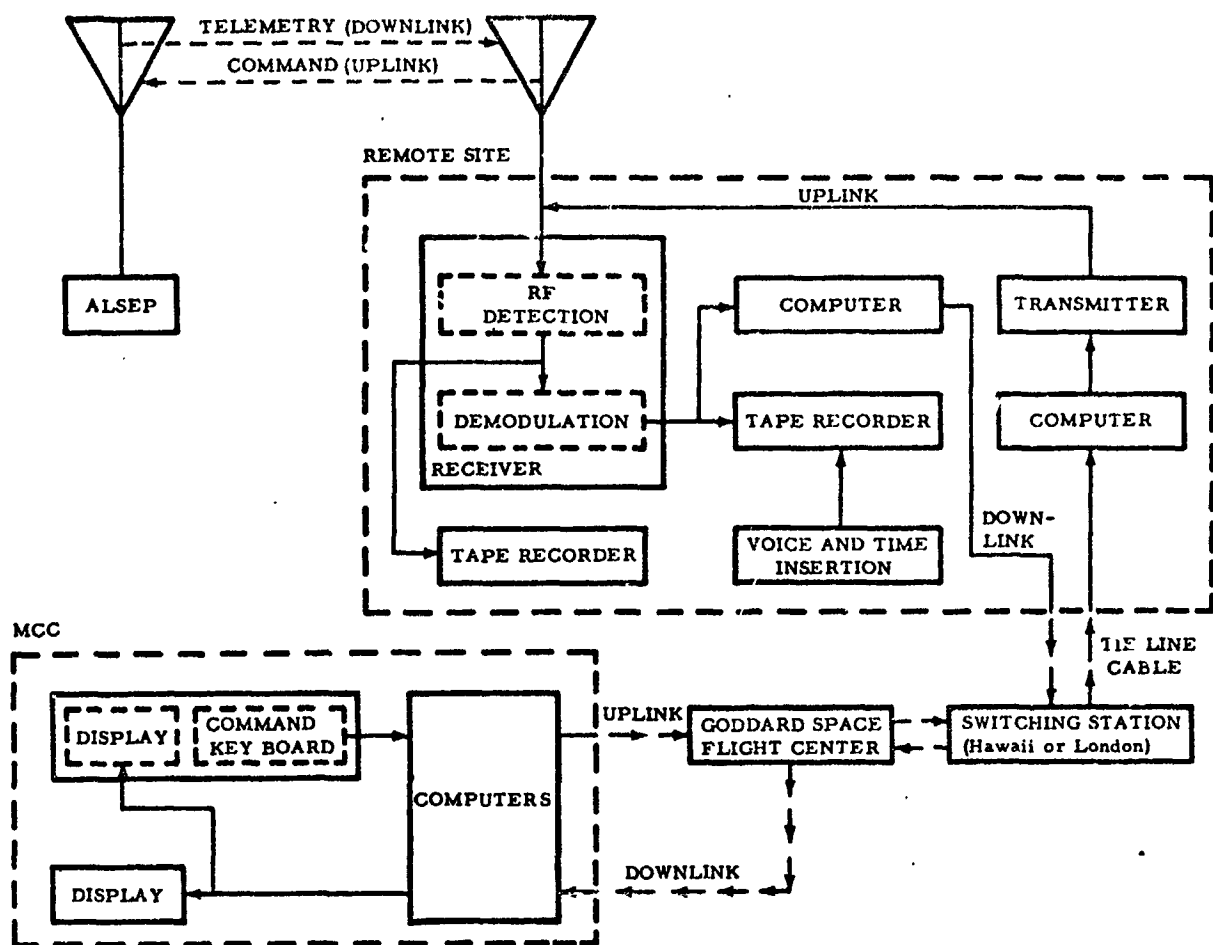 TELEMETRY (DOWNLINK)
COMMAND (UPLINK)
REMOTE SITE
UPLINK
ALSEP
RF
DETECTION
COMPUTER
TRANSMITTER
DEMODULATION
TAPE RECORDER
COMPUTER
RECEIVER
TAPE RECORDER
VOICE AND TIME
INSERTION
DOWN-
LINK
MCC
TIE LINE
CABLE
DISPLAY
COMMAND
KEY BOARD
UPLINK
GODDARD SPACE
FLIGHT CENTER
SWITCHING STATION
(Hawaii or London)
COMPUTERS
DISPLAY
DOWNLINK